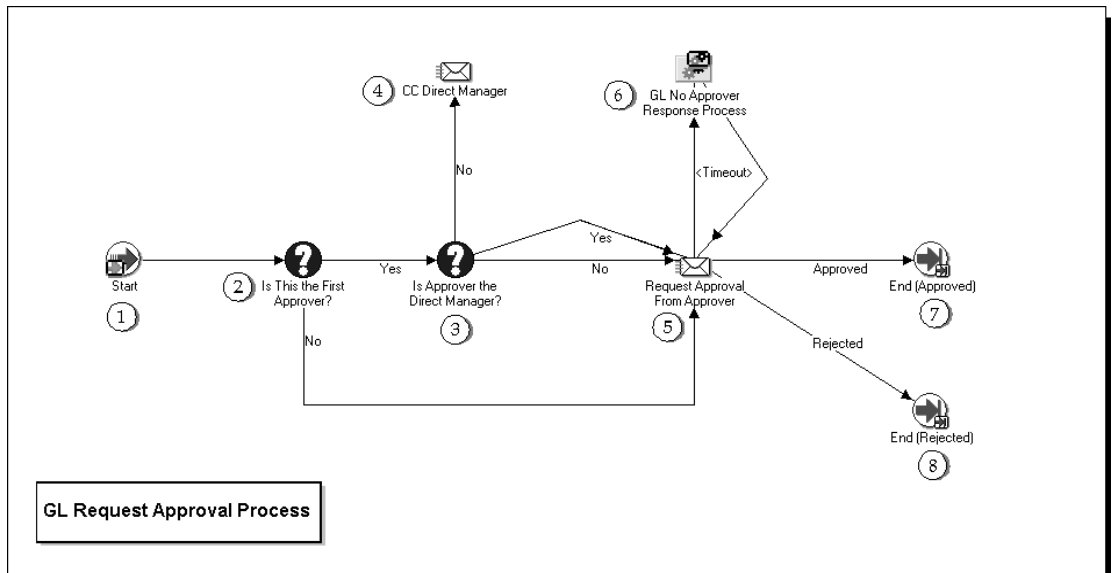 4
CC Direct Manager
6
GL No Approver
Response Process
No
<Timeout>
Yes
Start
1
2
Is This the First
Approver?
Yes
Is Approver the
Direct Manager?
3
No
No
Request Approval
From Approver
5
Approved
End (Approved)
7
Rejected
End (Rejected)
8
GL Request Approval Process